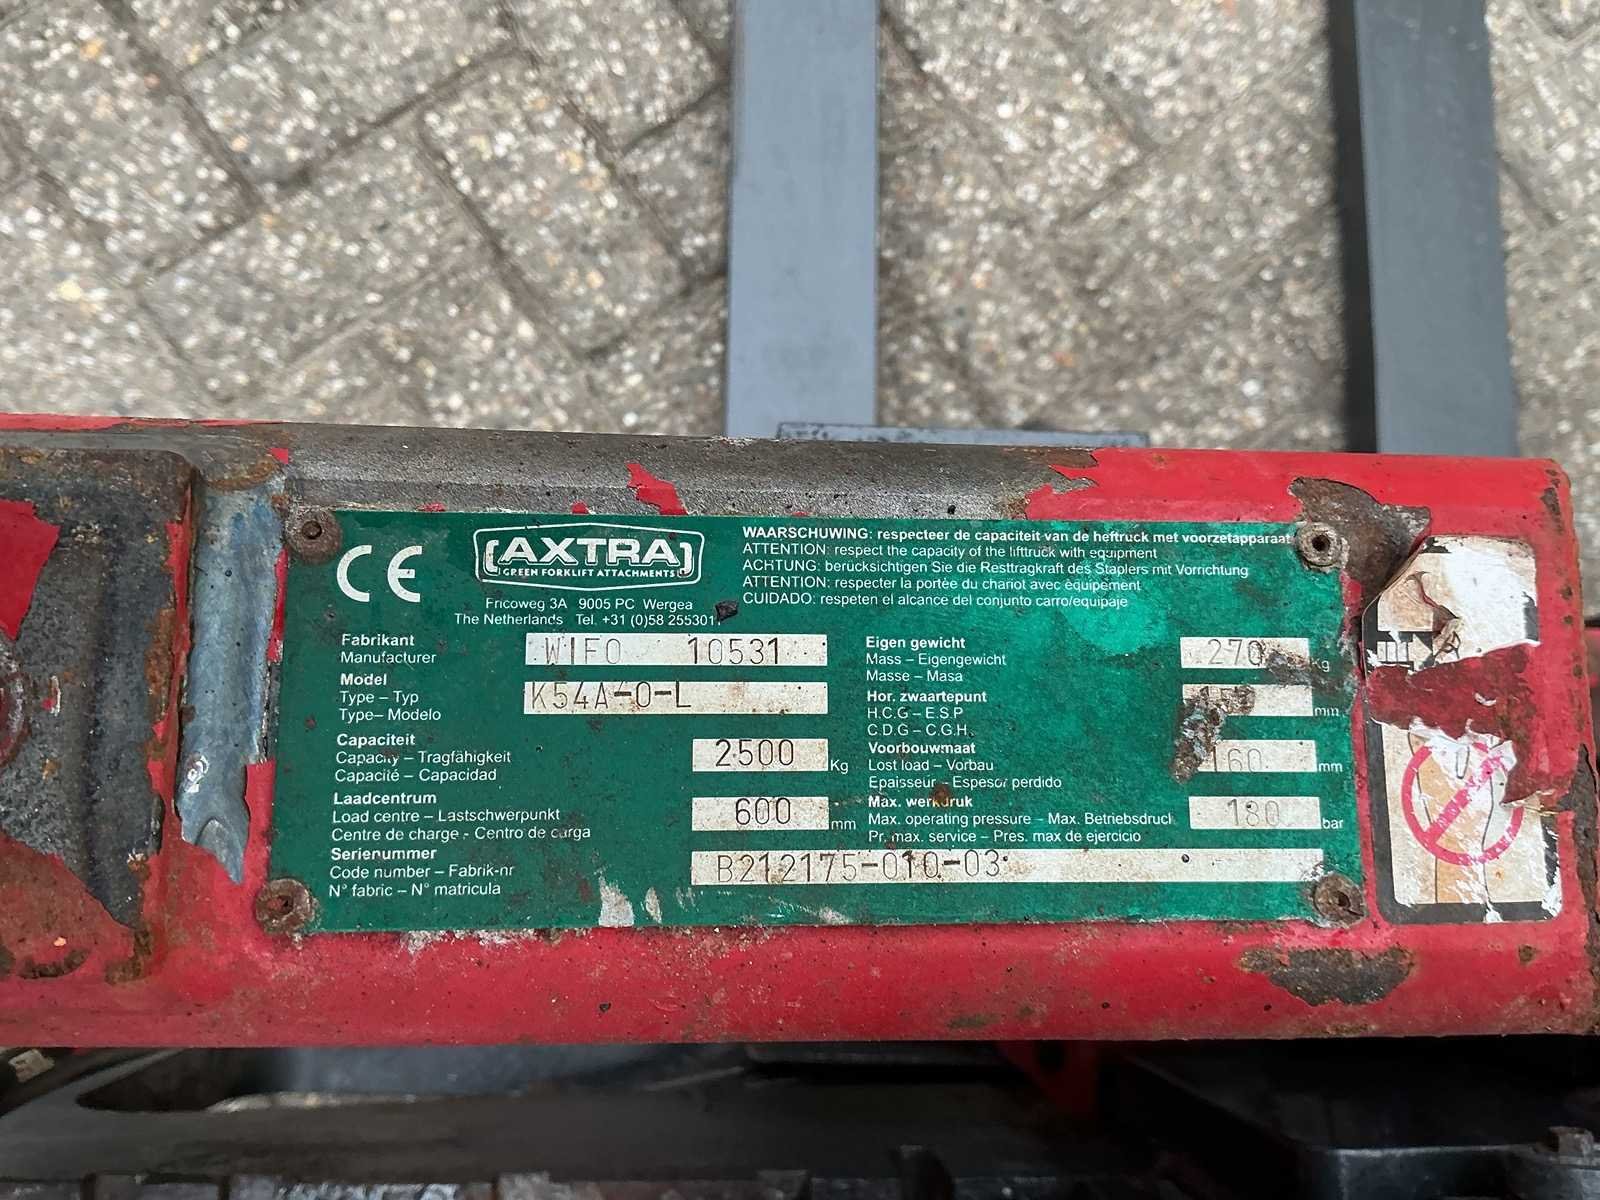 CE
AXTRA
GREEN FORKLIFT ATTACHMENTS
Fricoweg 3A 9005 PC Wergea
The Netherlands Tel. +31 (0)58 2553011
WAARSCHUWING: respecteer de capaciteit van de heftruck met voorzetapparaat
ATTENTION: respect the capacity of the lifttruck with equipment
ACHTUNG: berücksichtigen Sie die Resttragkraft des Staplers mit Vorrichtung
ATTENTION: respecter la portée du chariot avec équipement
CUIDADO: respeten el alcance del conjunto carro/equipaje
Fabrikant
Manufacturer
WIFO 10531
Model
Type – Typ
Type– Modelo
K54A-0-L
Capaciteit
Capacity – Tragfähigkeit
Capacité – Capacidad
2500 Kg
Laadcentrum
Load centre – Lastschwerpunkt
Centre de charge - Centro de carga
600 mm
Serienummer
Code number – Fabrik-nr
N° fabric – N° matricula
B212175-010-03
Eigen gewicht
Mass – Eigengewicht
Masse – Masa
270 Kg
Hor. zwaartepunt
H.C.G – E.S.P
C.D.G – C.G.H.
mm
Voorbouwmaat
Lost load – Vorbau
Epaisseur – Espesor perdido
160 mm
Max. werkdruk
Max. operating pressure – Max. Betriebsdruck
Pr. max. service – Pres. max de ejercicio
180 bar